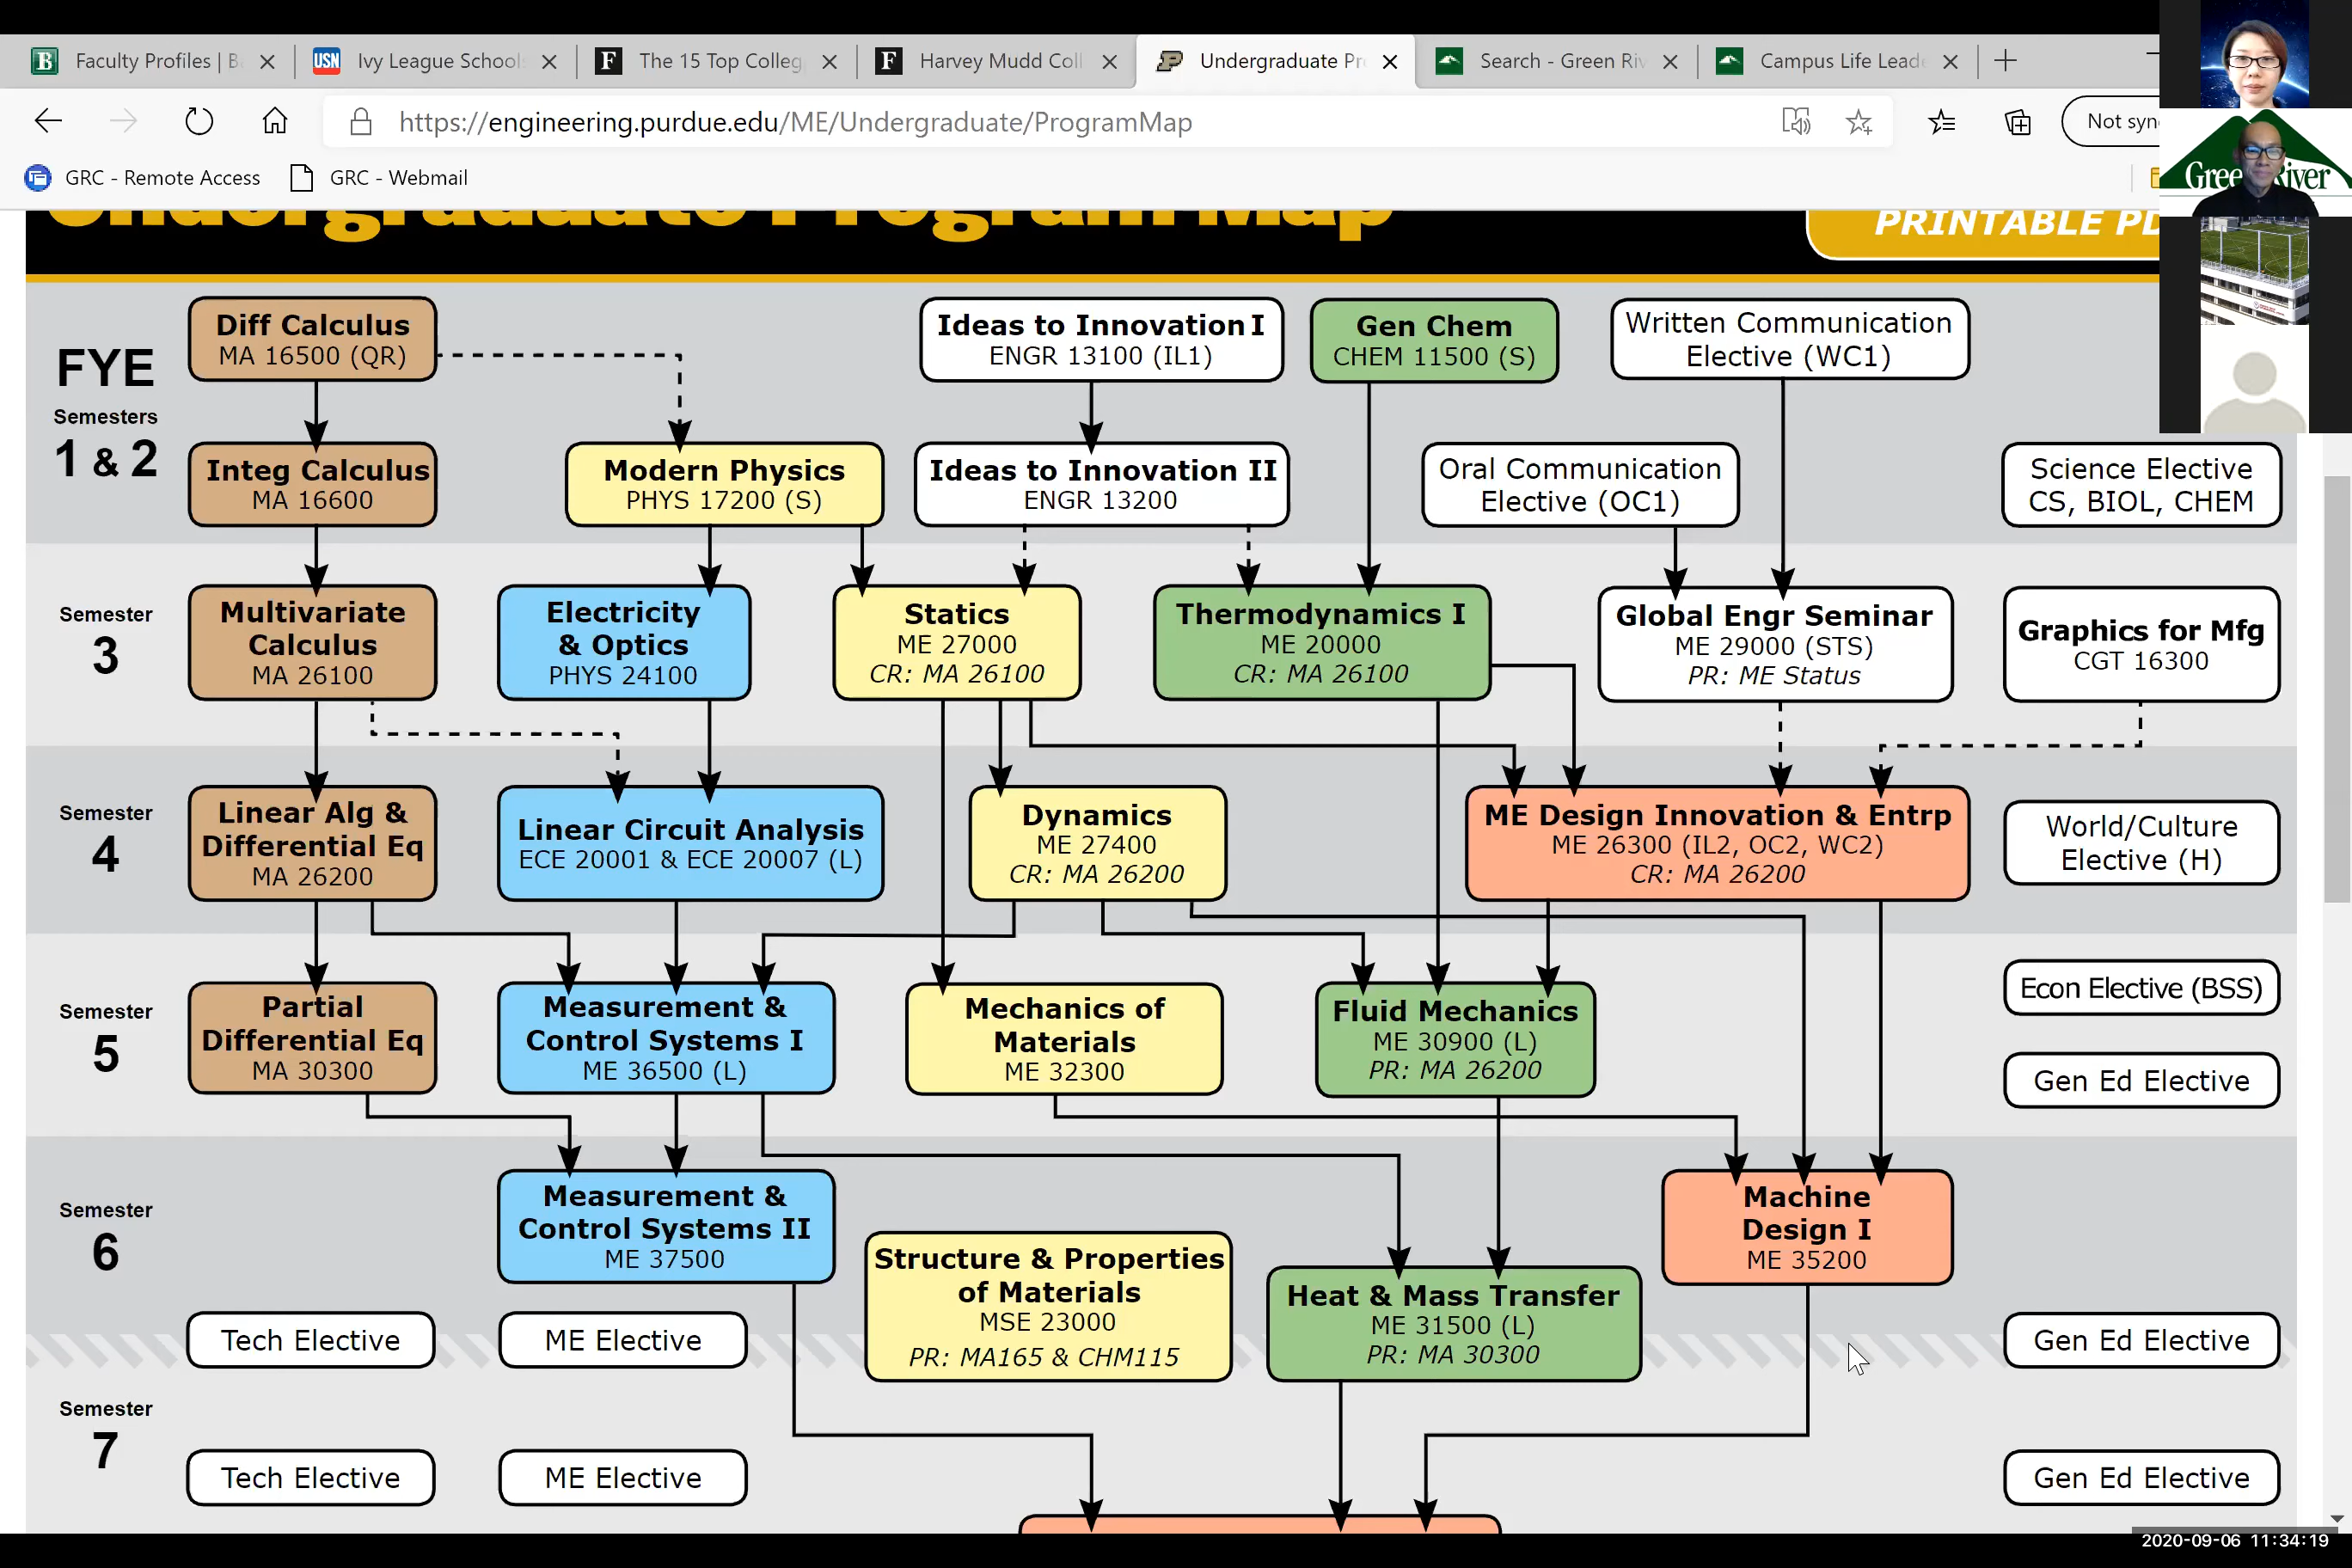 Faculty Profiles | B
USN
Ivy League School
The 15 Top Colleg
Harvey Mudd Coll
Undergraduate Pr
Search - Green Riv
Campus Life Lead
https://engineering.purdue.edu/ME/Undergraduate/ProgramMap
Not syn
GRC - Remote Access
GRC - Webmail
Green River
Undergraduate Program Map
PRINTABLE PD
FYE
Semesters
1 & 2
Diff Calculus
MA 16500 (QR)
Ideas to Innovation I
ENGR 13100 (IL1)
Gen Chem
CHEM 11500 (S)
Written Communication
Elective (WC1)
Integ Calculus
MA 16600
Modern Physics
PHYS 17200 (S)
Ideas to Innovation II
ENGR 13200
Oral Communication
Elective (OC1)
Science Elective
CS, BIOL, CHEM
Semester
3
Multivariate
Calculus
MA 26100
Electricity
& Optics
PHYS 24100
Statics
ME 27000
CR: MA 26100
Thermodynamics I
ME 20000
CR: MA 26100
Global Engr Seminar
ME 29000 (STS)
PR: ME Status
Graphics for Mfg
CGT 16300
Semester
4
Linear Alg &
Differential Eq
MA 26200
Linear Circuit Analysis
ECE 20001 & ECE 20007 (L)
Dynamics
ME 27400
CR: MA 26200
ME Design Innovation & Entrp
ME 26300 (IL2, OC2, WC2)
CR: MA 26200
World/Culture
Elective (H)
Semester
5
Partial
Differential Eq
MA 30300
Measurement &
Control Systems I
ME 36500 (L)
Mechanics of
Materials
ME 32300
Fluid Mechanics
ME 30900 (L)
PR: MA 26200
Econ Elective (BSS)
Gen Ed Elective
Semester
6
Measurement &
Control Systems II
ME 37500
Structure & Properties
of Materials
MSE 23000
PR: MA165 & CHM115
Heat & Mass Transfer
ME 31500 (L)
PR: MA 30300
Machine
Design I
ME 35200
Tech Elective
ME Elective
Gen Ed Elective
Semester
7
Tech Elective
ME Elective
Gen Ed Elective
2020-09-06 11:34:19